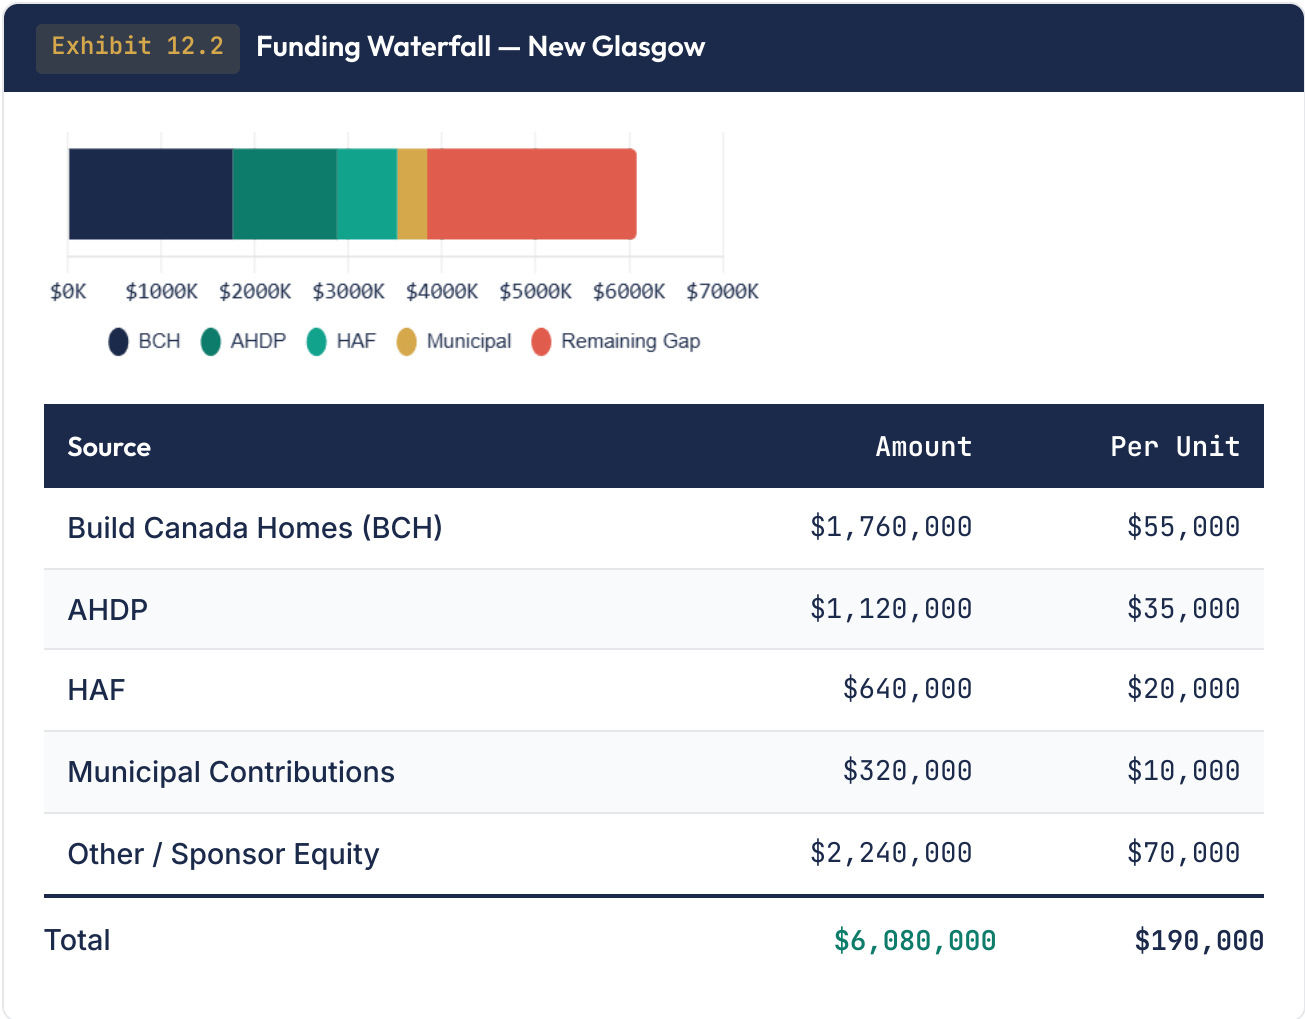 Exhibit 12.2 Funding Waterfall — New Glasgow
$0K $1000K $2000K $3000K $4000K $5000K $6000K $7000K
BCH AHDP HAF Municipal Remaining Gap
Source Amount Per Unit
Build Canada Homes (BCH) $1,760,000 $55,000
AHDP $1,120,000 $35,000
HAF $640,000 $20,000
Municipal Contributions $320,000 $10,000
Other / Sponsor Equity $2,240,000 $70,000
Total $6,080,000 $190,000